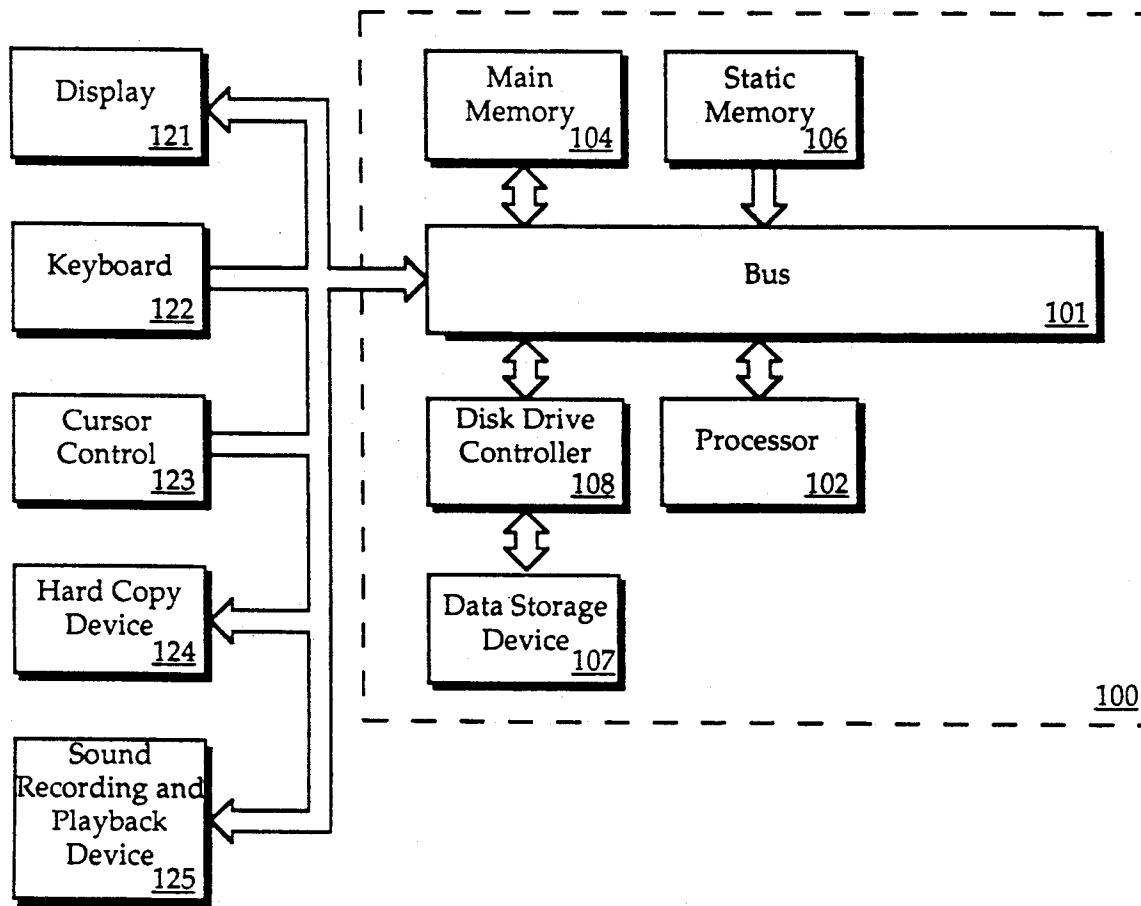 Display
121
Keyboard
122
Cursor
Control
123
Hard Copy
Device
124
Sound
Recording and
Playback
Device
125
Main
Memory
104
Static
Memory
106
Bus
101
Disk Drive
Controller
108
Processor
102
Data Storage
Device
107
100